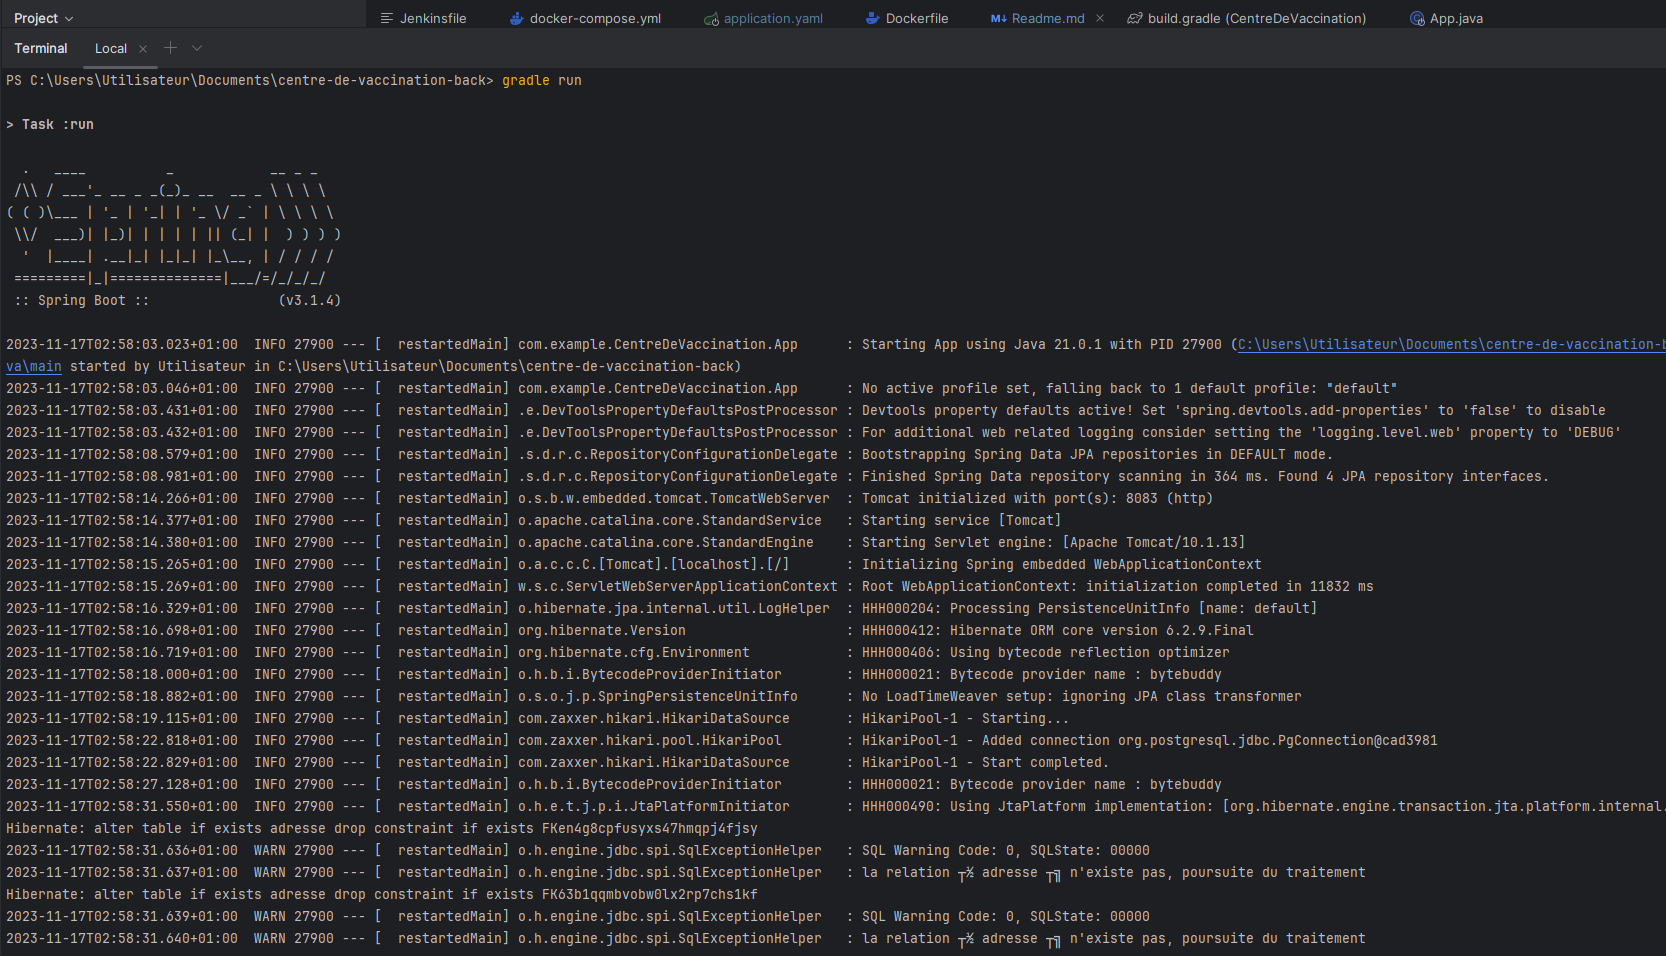 Project
Jenkinsfile docker-compose.yml application.yaml Dockerfile Readme.md build.gradle (CentreDeVaccination) App.java
Terminal Local
PS C:\Users\Utilisateur\Documents\centre-de-vaccination-back> gradle run
> Task :run
  .   ____          _            __ _ _
 /\\ / ___'_ __ _ _(_)_ __  __ _ \ \ \ \
( ( )\___ | '_ | '_| | '_ \/ _` | \ \ \ \
 \\/  ___)| |_)| | | | | || (_| |  ) ) ) )
  '  |____| .__|_| |_|_| |_\__, | / / / /
 =========|_|==============|___/=/_/_/_/
 :: Spring Boot ::                (v3.1.4)
2023-11-17T02:58:03.023+01:00  INFO 27900 --- [  restartedMain] com.example.CentreDeVaccination.App      : Starting App using Java 21.0.1 with PID 27900 (C:\Users\Utilisateur\Documents\centre-de-vaccination-b
va\main started by Utilisateur in C:\Users\Utilisateur\Documents\centre-de-vaccination-back)
2023-11-17T02:58:03.046+01:00  INFO 27900 --- [  restartedMain] com.example.CentreDeVaccination.App      : No active profile set, falling back to 1 default profile: "default"
2023-11-17T02:58:03.431+01:00  INFO 27900 --- [  restartedMain] .e.DevToolsPropertyDefaultsPostProcessor : Devtools property defaults active! Set 'spring.devtools.add-properties' to 'false' to disable
2023-11-17T02:58:03.432+01:00  INFO 27900 --- [  restartedMain] .e.DevToolsPropertyDefaultsPostProcessor : For additional web related logging consider setting the 'logging.level.web' property to 'DEBUG'
2023-11-17T02:58:08.579+01:00  INFO 27900 --- [  restartedMain] .s.d.r.c.RepositoryConfigurationDelegate : Bootstrapping Spring Data JPA repositories in DEFAULT mode.
2023-11-17T02:58:08.981+01:00  INFO 27900 --- [  restartedMain] .s.d.r.c.RepositoryConfigurationDelegate : Finished Spring Data repository scanning in 364 ms. Found 4 JPA repository interfaces.
2023-11-17T02:58:14.266+01:00  INFO 27900 --- [  restartedMain] o.s.b.w.embedded.tomcat.TomcatWebServer  : Tomcat initialized with port(s): 8083 (http)
2023-11-17T02:58:14.377+01:00  INFO 27900 --- [  restartedMain] o.apache.catalina.core.StandardService   : Starting service [Tomcat]
2023-11-17T02:58:14.380+01:00  INFO 27900 --- [  restartedMain] o.apache.catalina.core.StandardEngine    : Starting Servlet engine: [Apache Tomcat/10.1.13]
2023-11-17T02:58:15.265+01:00  INFO 27900 --- [  restartedMain] o.a.c.c.C.[Tomcat].[localhost].[/]       : Initializing Spring embedded WebApplicationContext
2023-11-17T02:58:15.269+01:00  INFO 27900 --- [  restartedMain] w.s.c.ServletWebServerApplicationContext : Root WebApplicationContext: initialization completed in 11832 ms
2023-11-17T02:58:16.329+01:00  INFO 27900 --- [  restartedMain] o.hibernate.jpa.internal.util.LogHelper  : HHH000204: Processing PersistenceUnitInfo [name: default]
2023-11-17T02:58:16.698+01:00  INFO 27900 --- [  restartedMain] org.hibernate.Version                    : HHH000412: Hibernate ORM core version 6.2.9.Final
2023-11-17T02:58:16.719+01:00  INFO 27900 --- [  restartedMain] org.hibernate.cfg.Environment            : HHH000406: Using bytecode reflection optimizer
2023-11-17T02:58:18.000+01:00  INFO 27900 --- [  restartedMain] o.h.b.i.BytecodeProviderInitiator        : HHH000021: Bytecode provider name : bytebuddy
2023-11-17T02:58:18.882+01:00  INFO 27900 --- [  restartedMain] o.s.o.j.p.SpringPersistenceUnitInfo      : No LoadTimeWeaver setup: ignoring JPA class transformer
2023-11-17T02:58:19.115+01:00  INFO 27900 --- [  restartedMain] com.zaxxer.hikari.HikariDataSource       : HikariPool-1 - Starting...
2023-11-17T02:58:22.818+01:00  INFO 27900 --- [  restartedMain] com.zaxxer.hikari.pool.HikariPool        : HikariPool-1 - Added connection org.postgresql.jdbc.PgConnection@cad3981
2023-11-17T02:58:22.829+01:00  INFO 27900 --- [  restartedMain] com.zaxxer.hikari.HikariDataSource       : HikariPool-1 - Start completed.
2023-11-17T02:58:27.128+01:00  INFO 27900 --- [  restartedMain] o.h.b.i.BytecodeProviderInitiator        : HHH000021: Bytecode provider name : bytebuddy
2023-11-17T02:58:31.550+01:00  INFO 27900 --- [  restartedMain] o.h.e.t.j.p.i.JtaPlatformInitiator       : HHH000490: Using JtaPlatform implementation: [org.hibernate.engine.transaction.jta.platform.internal.
Hibernate: alter table if exists adresse drop constraint if exists FKen4g8cpfusyxs47hmqpj4fjsy
2023-11-17T02:58:31.636+01:00  WARN 27900 --- [  restartedMain] o.h.engine.jdbc.spi.SqlExceptionHelper   : SQL Warning Code: 0, SQLState: 00000
2023-11-17T02:58:31.637+01:00  WARN 27900 --- [  restartedMain] o.h.engine.jdbc.spi.SqlExceptionHelper   : la relation ┬½ adresse ┬╗ n'existe pas, poursuite du traitement
Hibernate: alter table if exists adresse drop constraint if exists FK63b1qqmbvobw0lx2rp7chs1kf
2023-11-17T02:58:31.639+01:00  WARN 27900 --- [  restartedMain] o.h.engine.jdbc.spi.SqlExceptionHelper   : SQL Warning Code: 0, SQLState: 00000
2023-11-17T02:58:31.640+01:00  WARN 27900 --- [  restartedMain] o.h.engine.jdbc.spi.SqlExceptionHelper   : la relation ┬½ adresse ┬╗ n'existe pas, poursuite du traitement